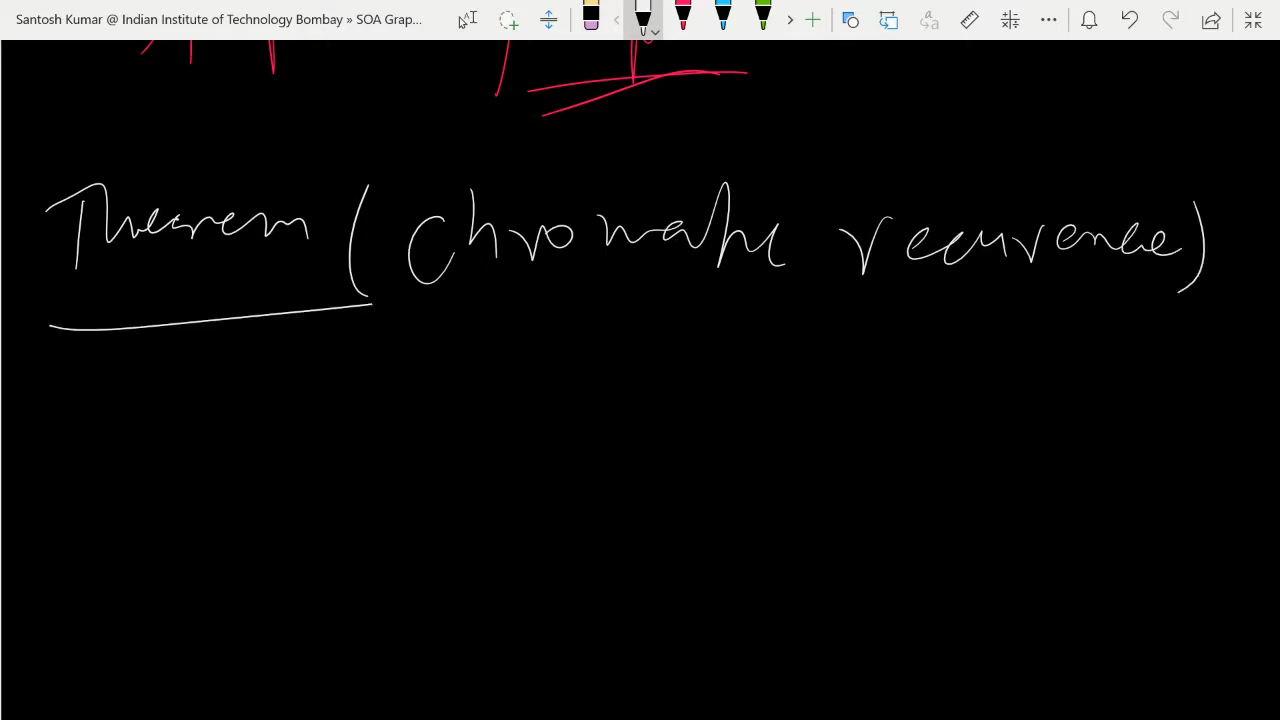 Santosh Kumar @ Indian Institute of Technology Bombay » SOA Grap...
Theorem (chromatic recurrence)